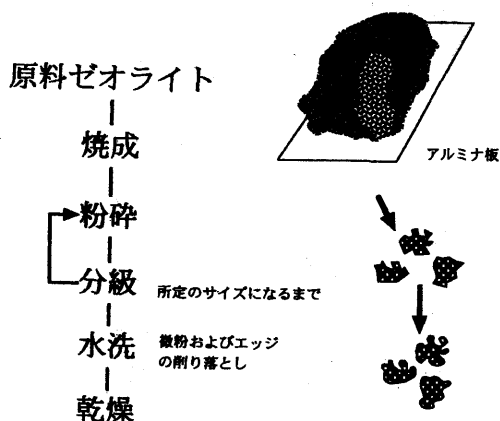 原料ゼオライト
焼成
アルミナ板
粉砕
分級
所定のサイズになるまで
水洗
微粉およびエッジ
の削り落とし
乾燥